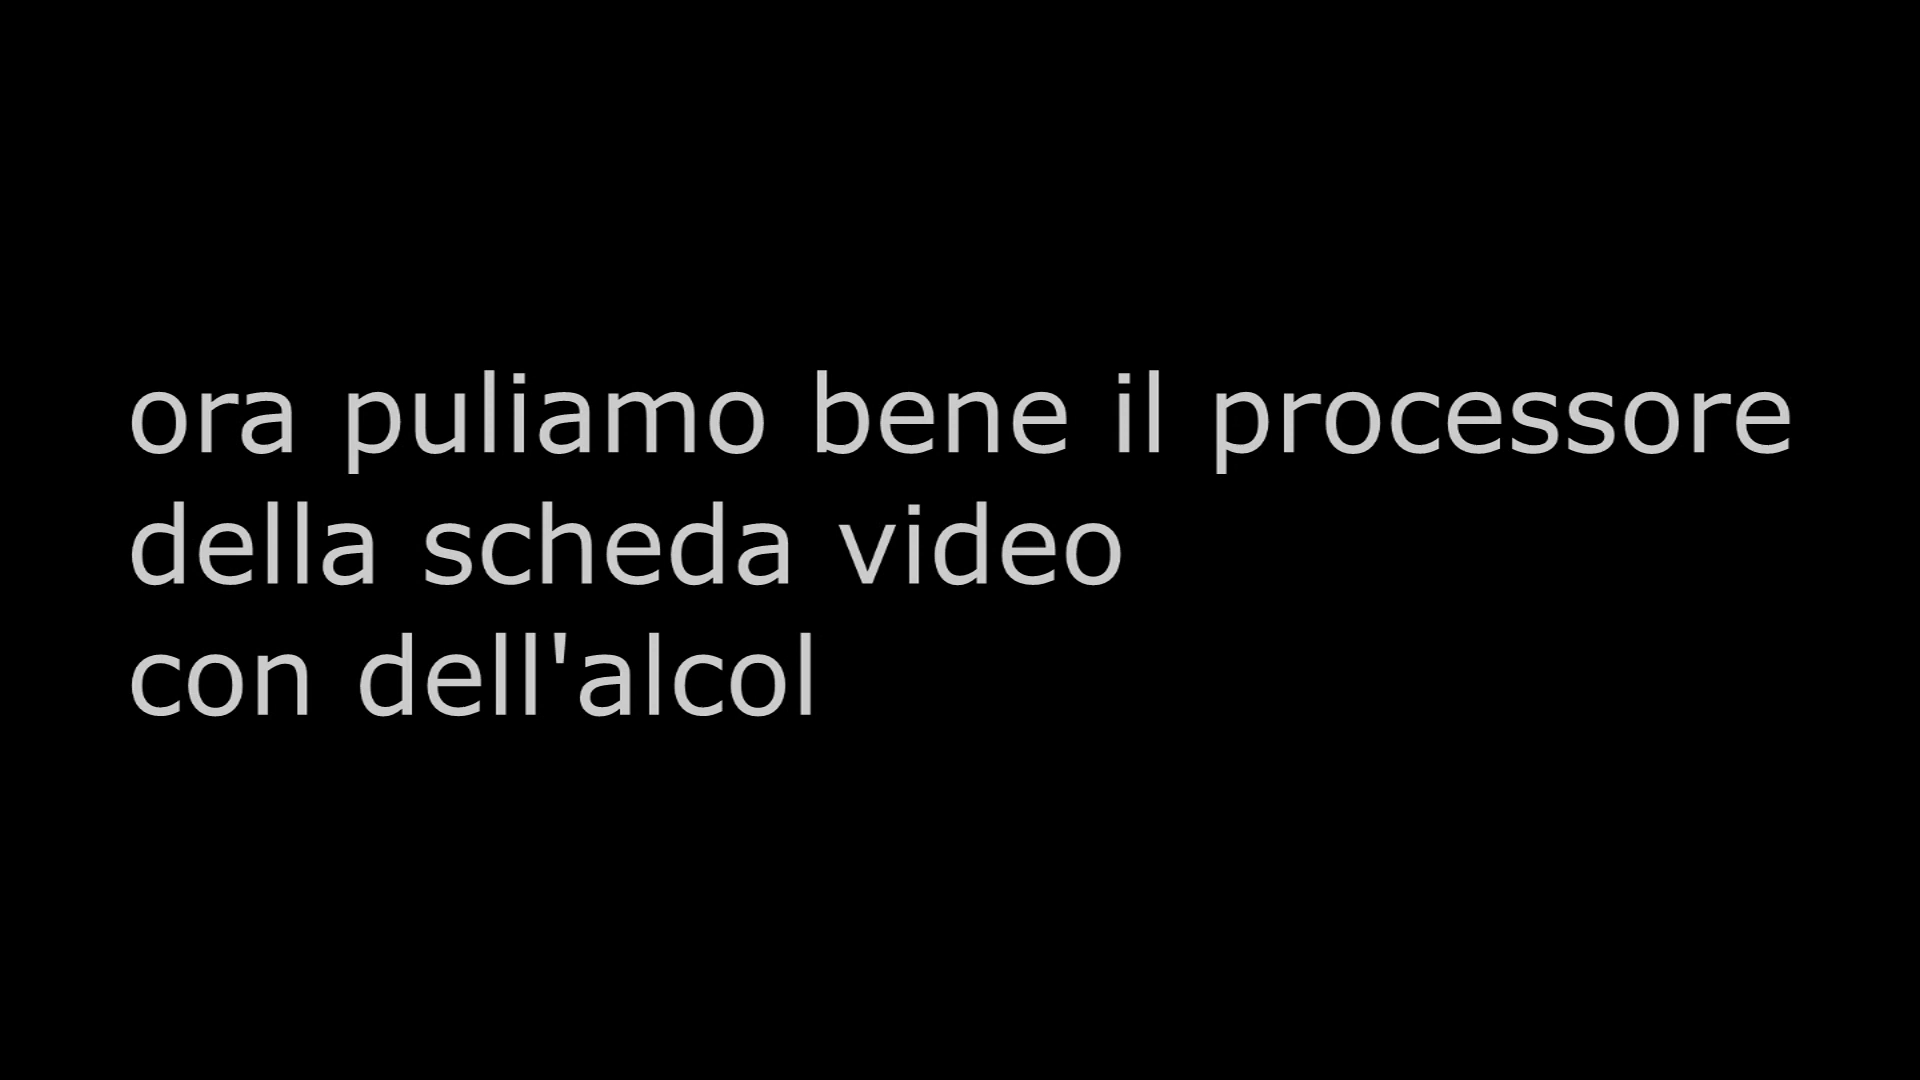 ora puliamo bene il processore
della scheda video
con dell'alcol